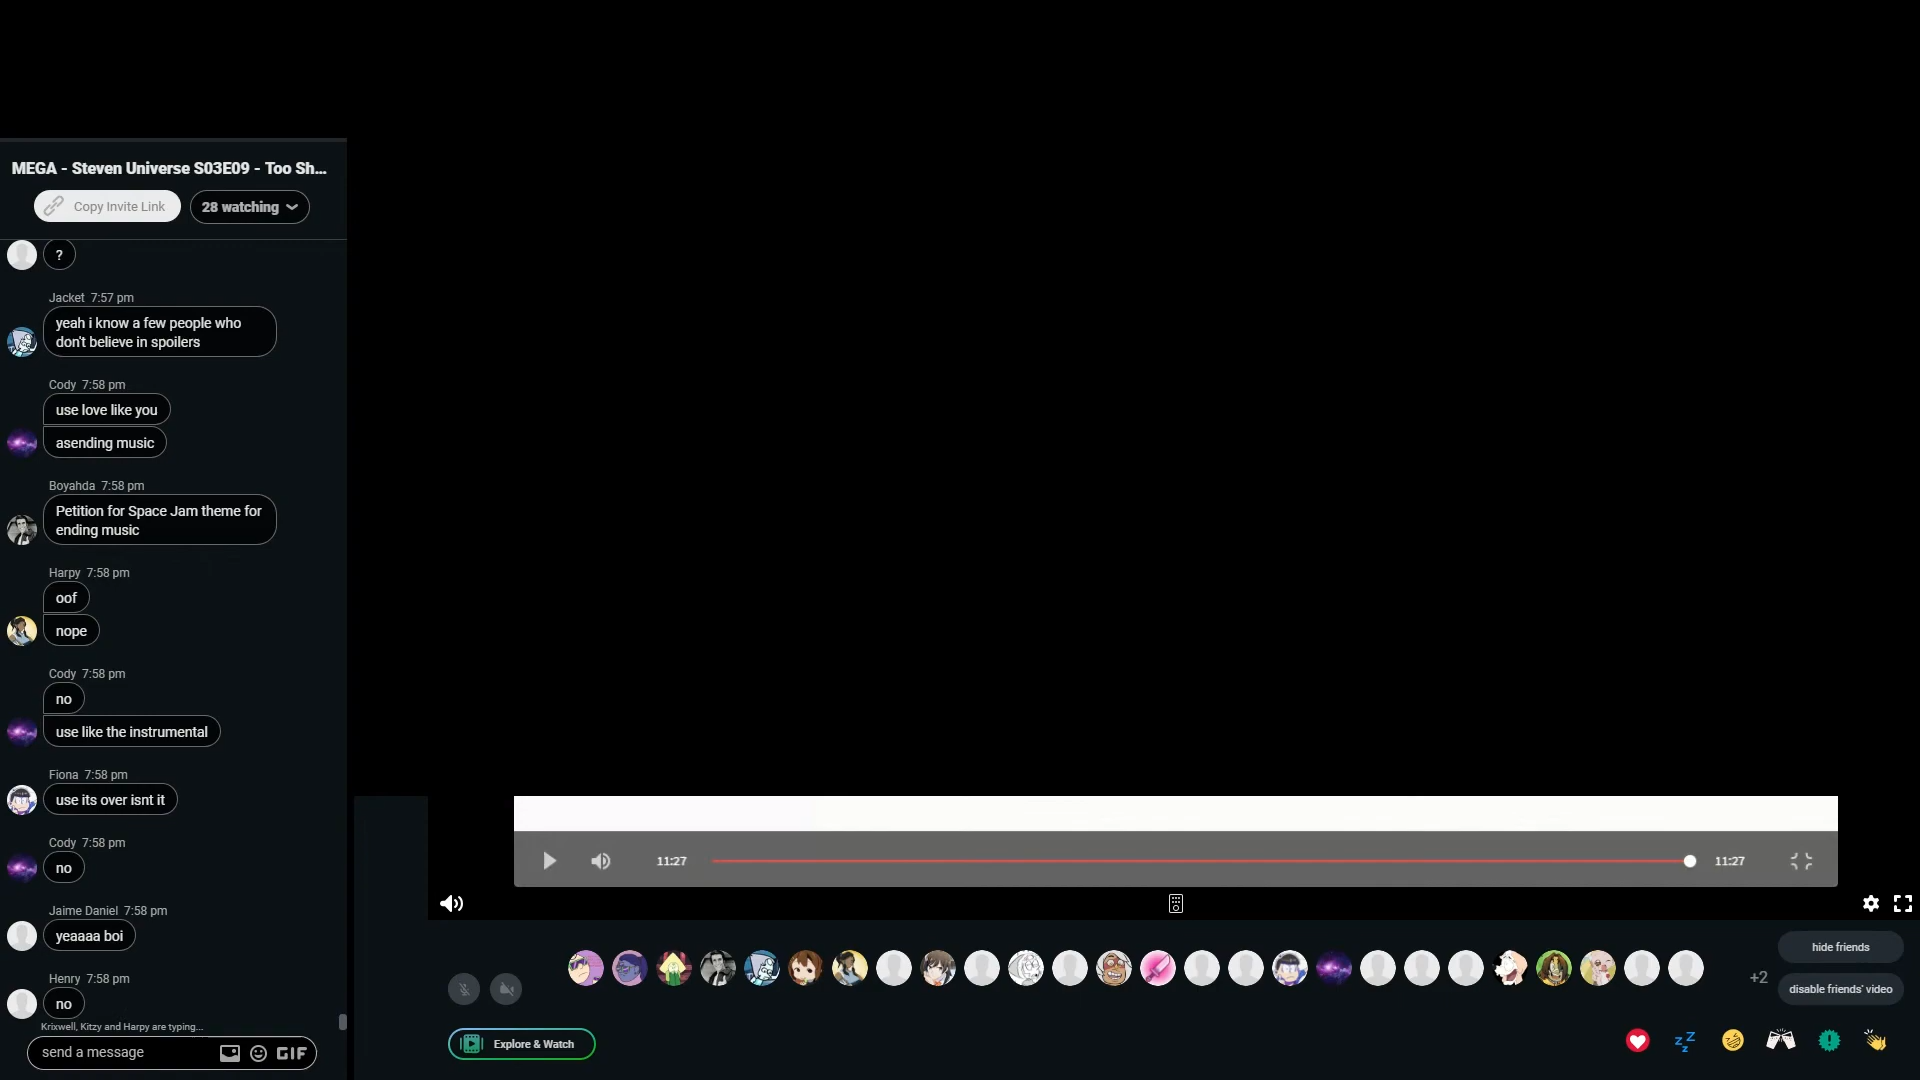 MEGA - Steven Universe S03E09 - Too Sh...
Copy Invite Link
28 watching
?
Jacket 7:57 pm
yeah i know a few people who
don't believe in spoilers
Cody 7:58 pm
use love like you
asending music
Boyahda 7:58 pm
Petition for Space Jam theme for
ending music
Harpy 7:58 pm
oof
nope
Cody 7:58 pm
no
use like the instrumental
Fiona 7:58 pm
use its over isnt it
Cody 7:58 pm
no
Jaime Daniel 7:58 pm
yeaaaa boi
Henry 7:58 pm
no
Krixwell, Kitzy and Harpy are typing...
send a message
GIF
11:27
11:27
hide friends
+2
disable friends' video
Explore & Watch
z z z